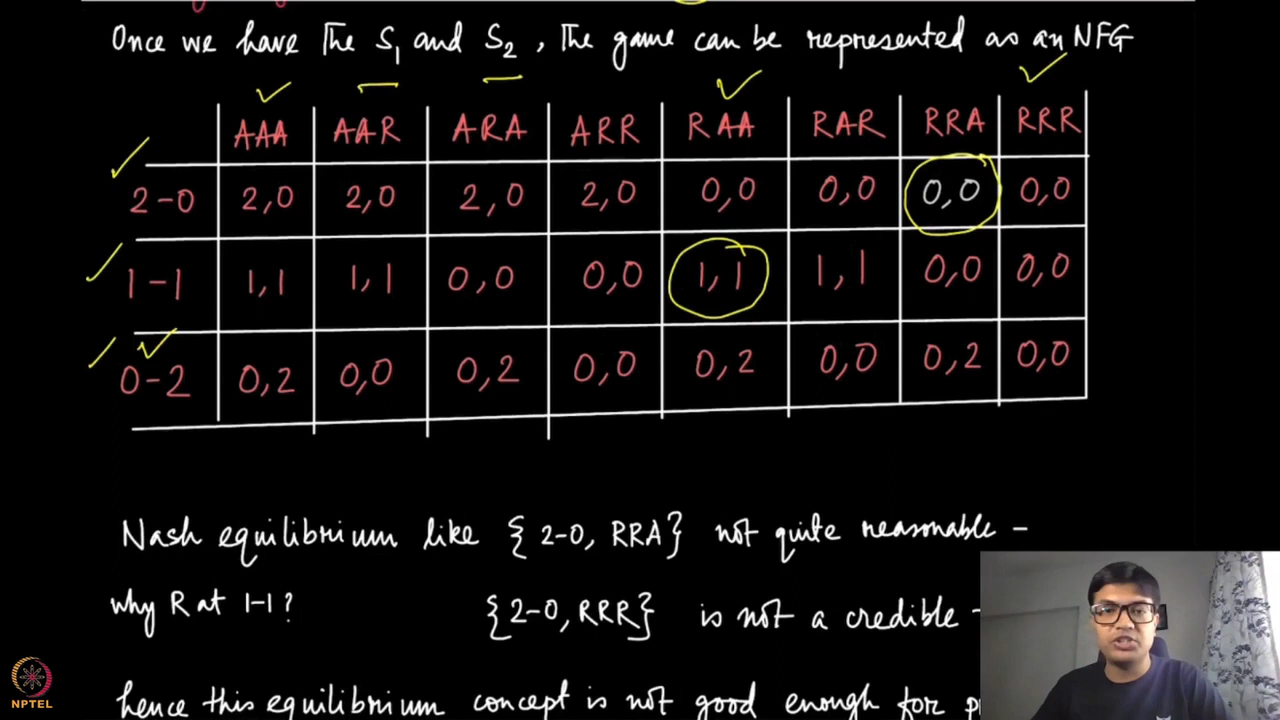 Once we have the S1 and S2, the game can be represented as an NFG
AAA AAR ARA ARR RAA RAR RRA RRR
2-0 2,0 2,0 2,0 2,0 0,0 0,0 0,0 0,0
1-1 1,1 1,1 0,0 0,0 1,1 1,1 0,0 0,0
0-2 0,2 0,0 0,2 0,0 0,2 0,0 0,2 0,0
Nash equilibrium like {2-0, RRA} not quite reasonable -
why R at 1-1? {2-0, RRR} is not a credible -
hence this equilibrium concept is not good enough for
NPTEL